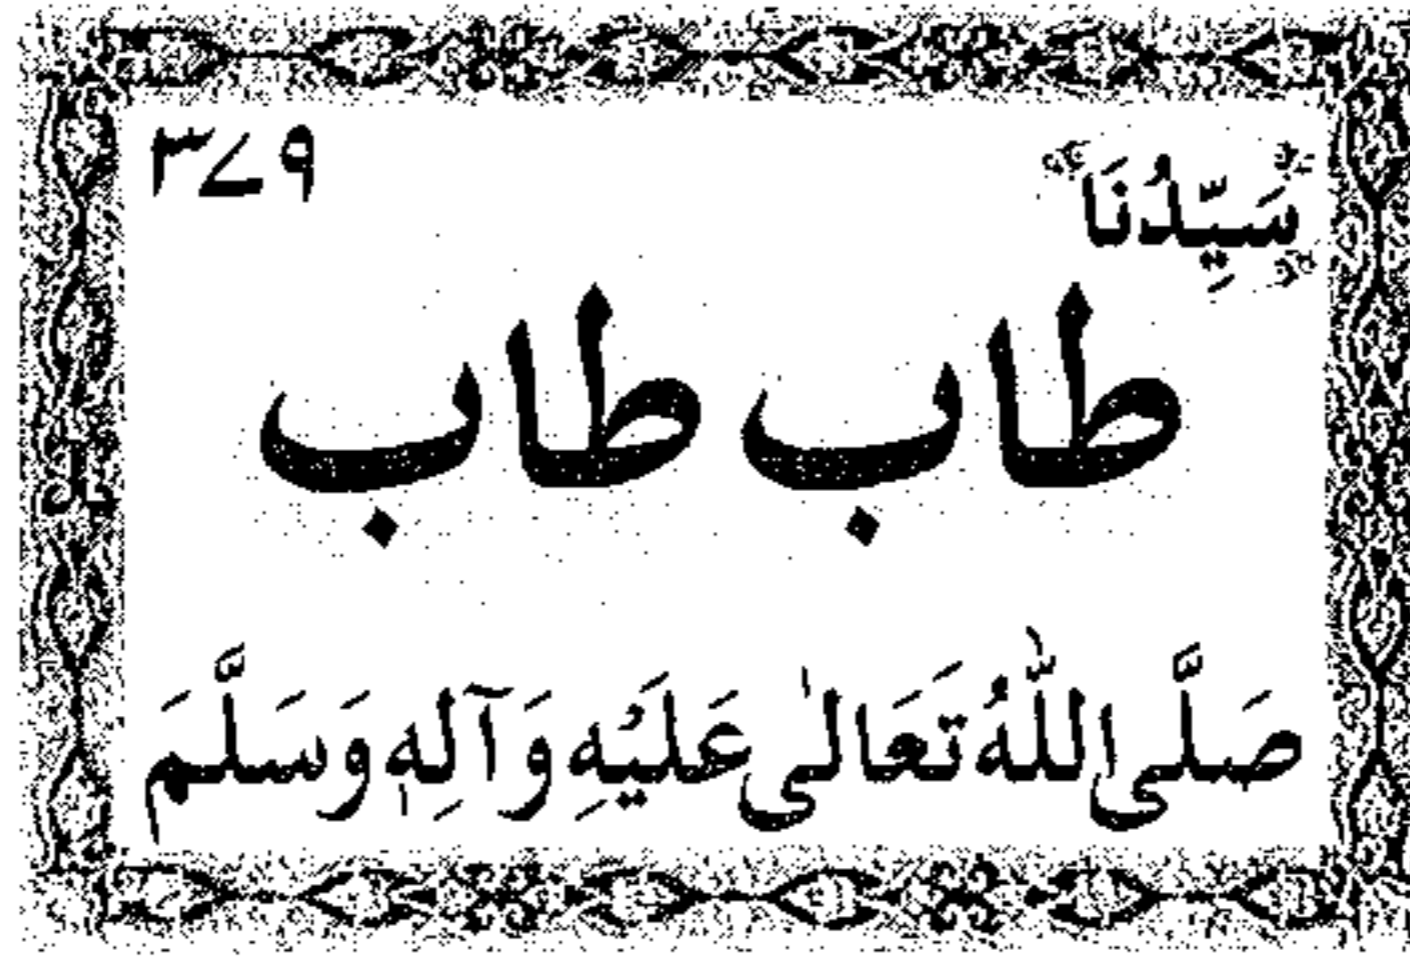 سَيِّدُنَا ۳۷۹
طاب طاب
صَلَّى اللّٰهُ تَعَالٰى عَلَيْهِ وَآلِهٖ وَسَلَّمَ